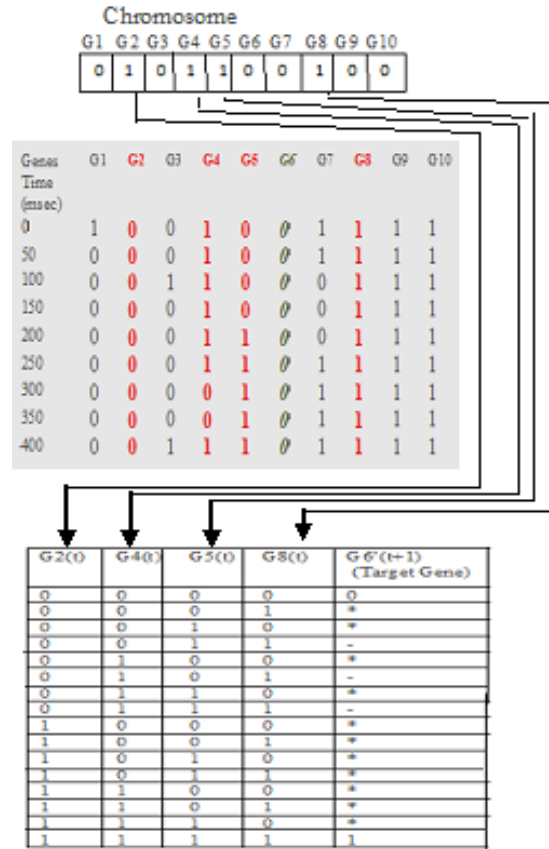 Chromosome
G1 G2 G3 G4 G5 G6 G7 G8 G9 G10
0 1 0 1 1 0 0 1 0 0
Genes G1 G2 G3 G4 G5 G6 G7 G8 G9 G10
Time
(msec)
0 1 0 0 1 0 0 1 1 1 1
50 0 0 0 1 0 0 1 1 1 1
100 0 0 1 1 0 0 0 1 1 1
150 0 0 0 1 0 0 0 1 1 1
200 0 0 0 1 1 0 0 1 1 1
250 0 0 0 1 1 0 1 1 1 1
300 0 0 0 0 1 0 1 1 1 1
350 0 0 0 0 1 0 1 1 1 1
400 0 0 1 1 1 0 1 1 1 1
G2(t) G4(t) G5(t) G8(t) G6'(t+1)
(Target Gene)
0 0 0 0 0
0 0 0 1 *
0 0 1 0 *
0 0 1 1 -
0 1 0 0 *
0 1 0 1 -
0 1 1 0 *
0 1 1 1 -
1 0 0 0 *
1 0 0 1 *
1 0 1 0 *
1 0 1 1 *
1 1 0 0 *
1 1 0 1 *
1 1 1 0 *
1 1 1 1 1